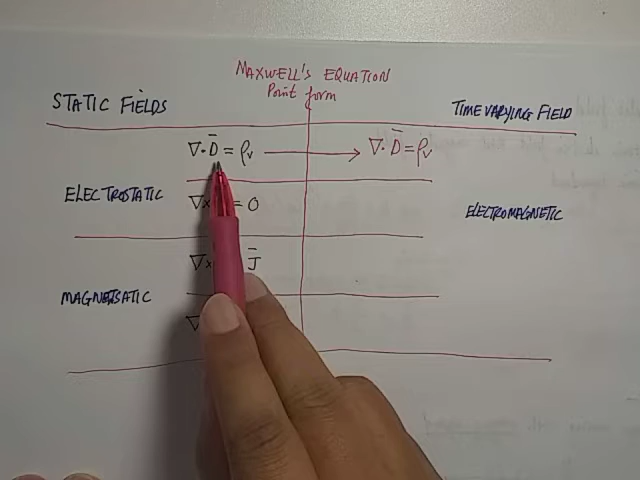 MAXWELL'S EQUATION
Point form
STATIC FIELDS
TIME VARYING FIELD
∇·D̄ = ρv → ∇·D̄ = ρv
ELECTROSTATIC
∇× = 0
ELECTROMAGNETIC
∇× J̄
MAGNETSATIC
∇